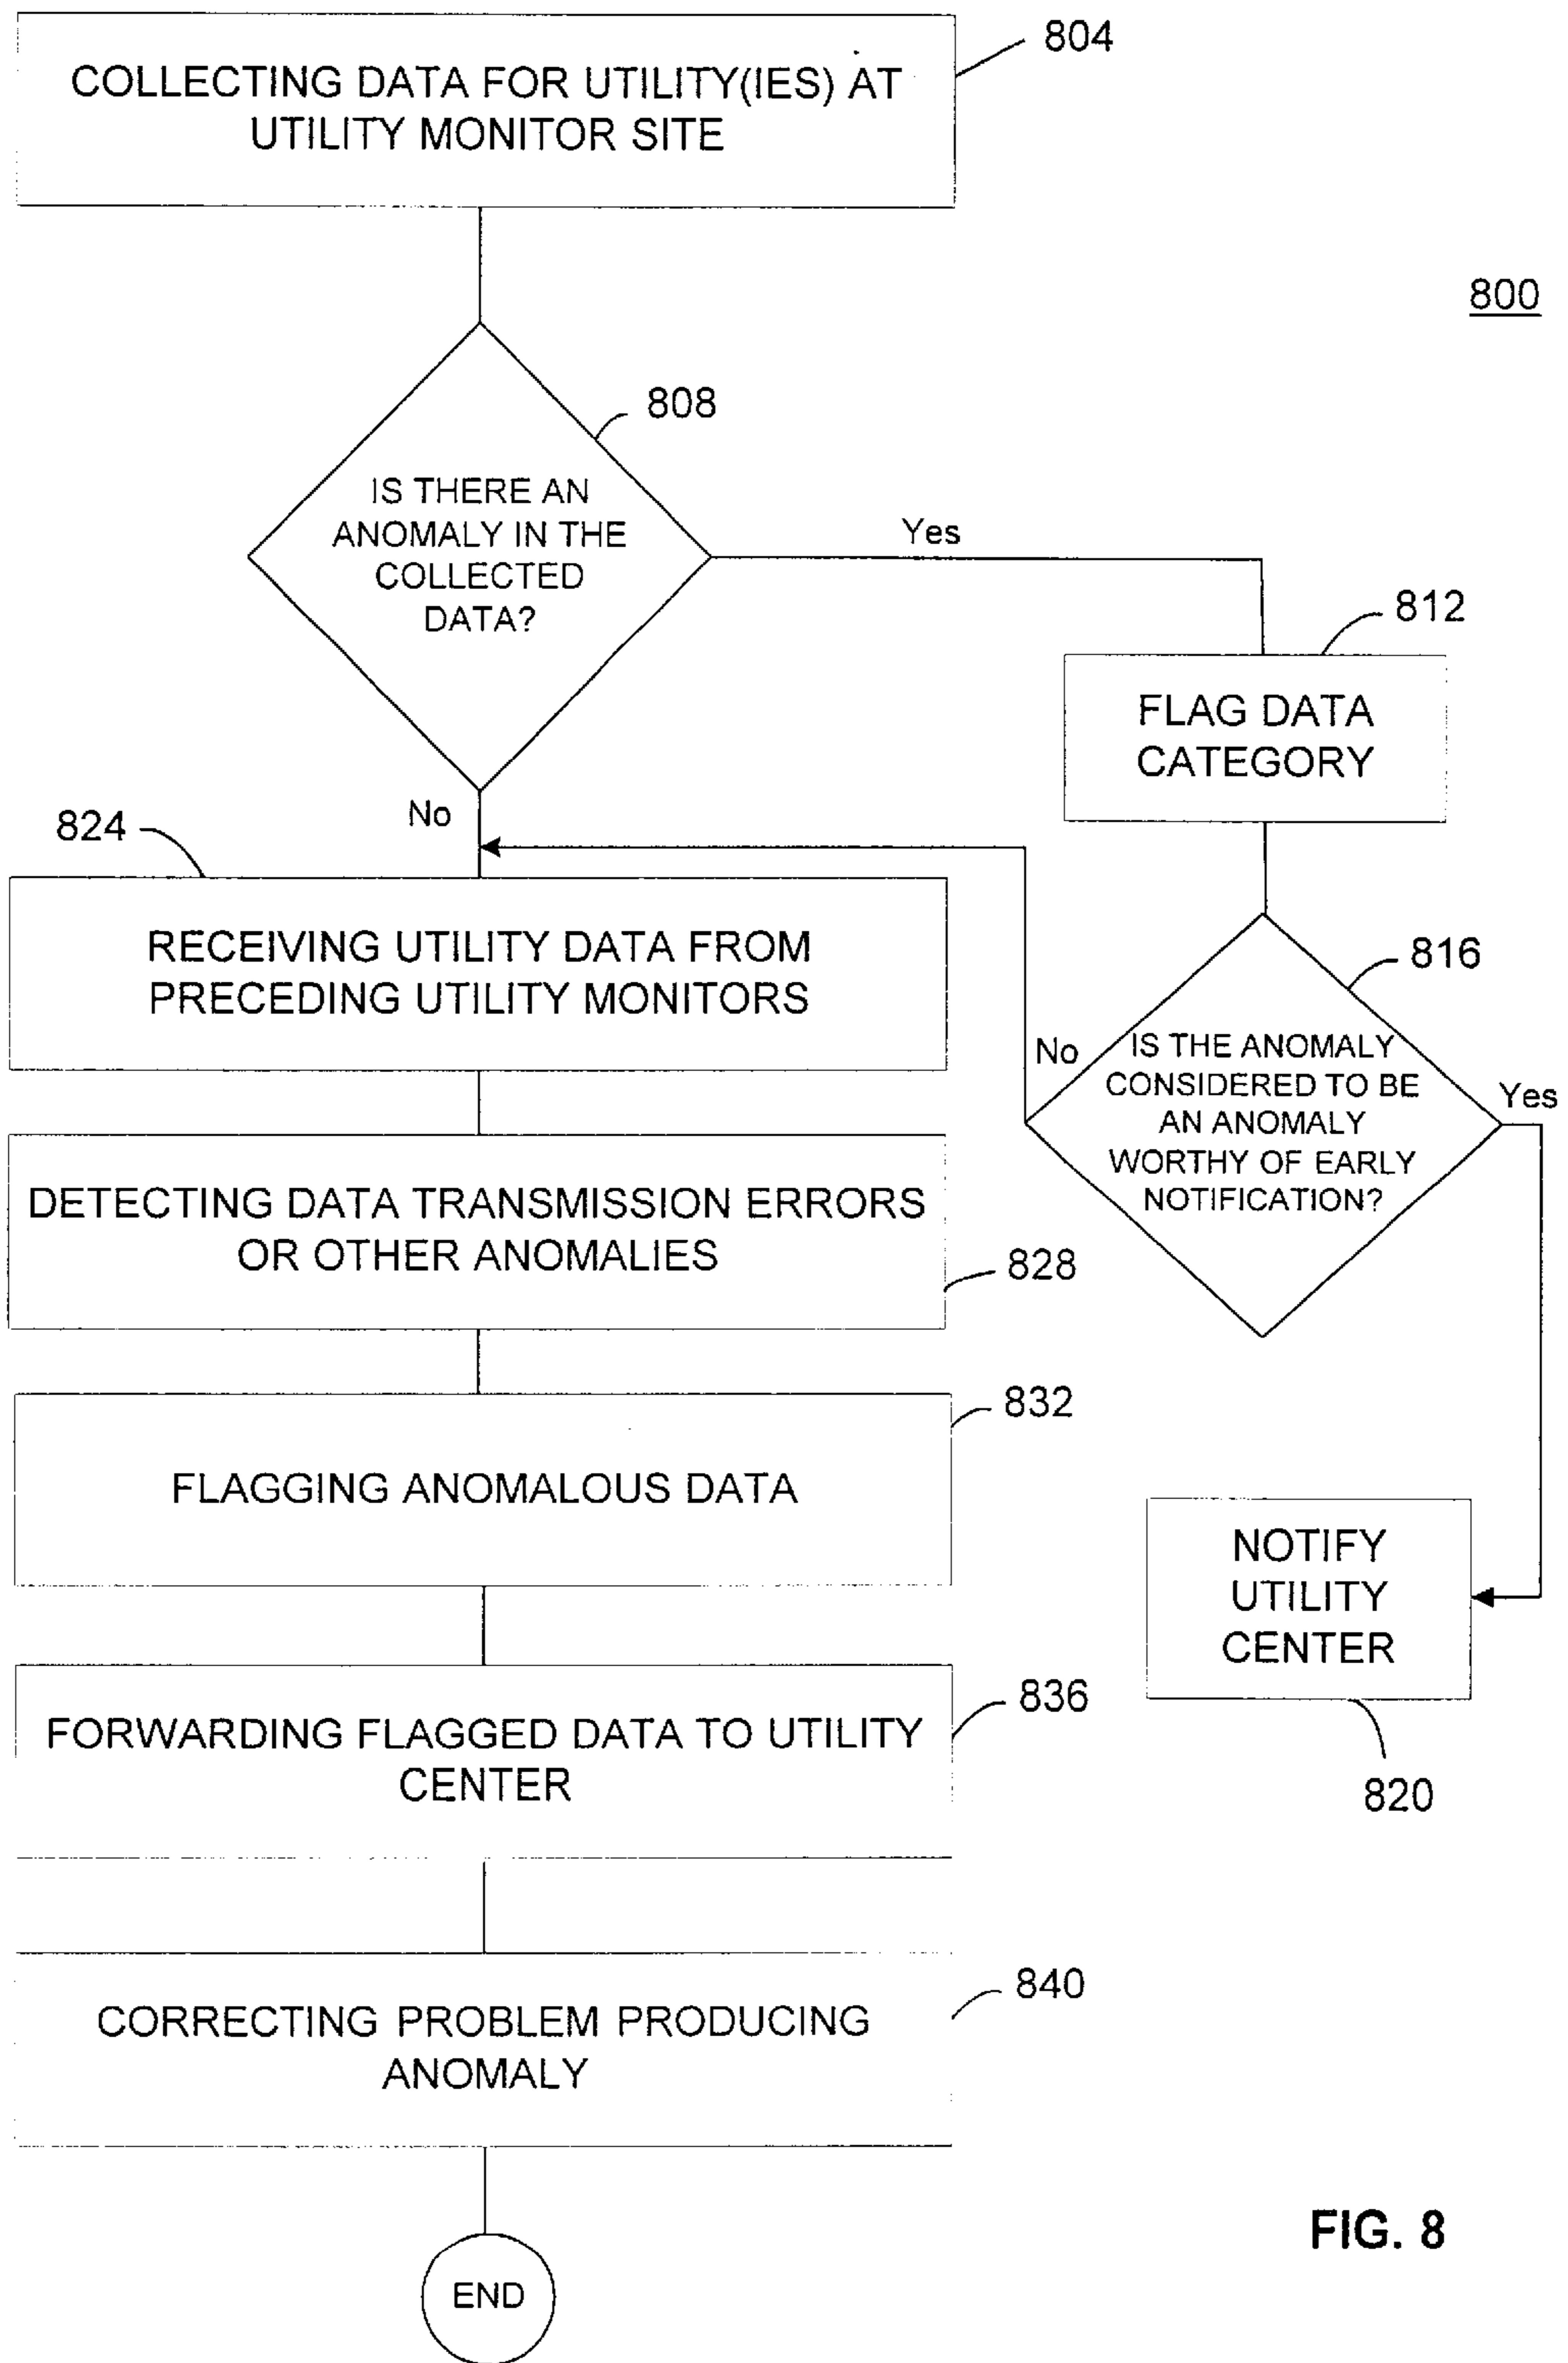 804
COLLECTING DATA FOR UTILITY(IES) AT
UTILITY MONITOR SITE
800
808
IS THERE AN
ANOMALY IN THE
COLLECTED
DATA?
Yes
812
FLAG DATA
CATEGORY
No
824
RECEIVING UTILITY DATA FROM
PRECEDING UTILITY MONITORS
816
No
IS THE ANOMALY
CONSIDERED TO BE
AN ANOMALY
WORTHY OF EARLY
NOTIFICATION?
Yes
DETECTING DATA TRANSMISSION ERRORS
OR OTHER ANOMALIES
828
832
FLAGGING ANOMALOUS DATA
NOTIFY
UTILITY
CENTER
820
836
FORWARDING FLAGGED DATA TO UTILITY
CENTER
840
CORRECTING PROBLEM PRODUCING
ANOMALY
END
FIG. 8